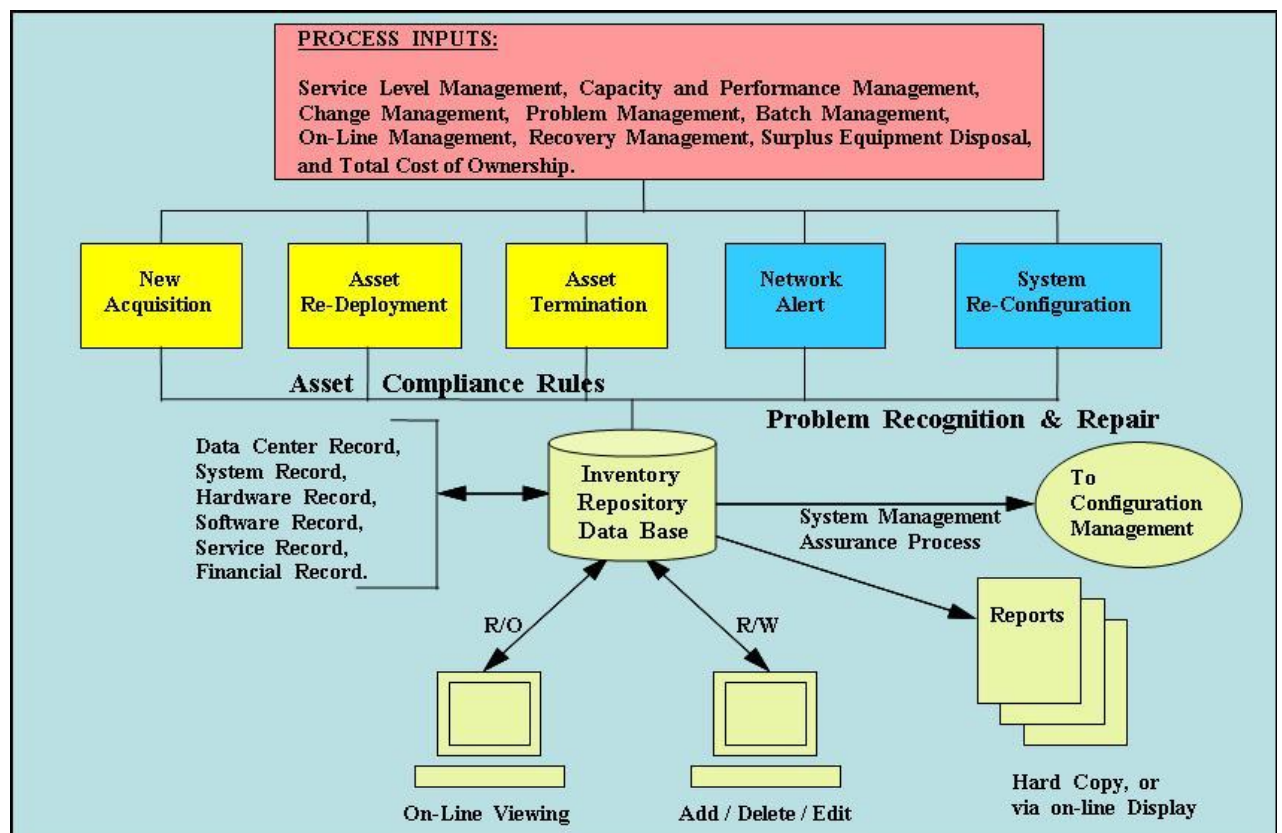 PROCESS INPUTS:
Service Level Management, Capacity and Performance Management,
Change Management, Problem Management, Batch Management,
On-Line Management, Recovery Management, Surplus Equipment Disposal,
and Total Cost of Ownership.
New
Acquisition
Asset
Re-Deployment
Asset
Termination
Network
Alert
System
Re-Configuration
Asset Compliance Rules
Problem Recognition & Repair
Data Center Record,
System Record,
Hardware Record,
Software Record,
Service Record,
Financial Record.
Inventory
Repository
Data Base
System Management
Assurance Process
To
Configuration
Management
Reports
R/O
R/W
On-Line Viewing
Add / Delete / Edit
Hard Copy, or
via on-line Display